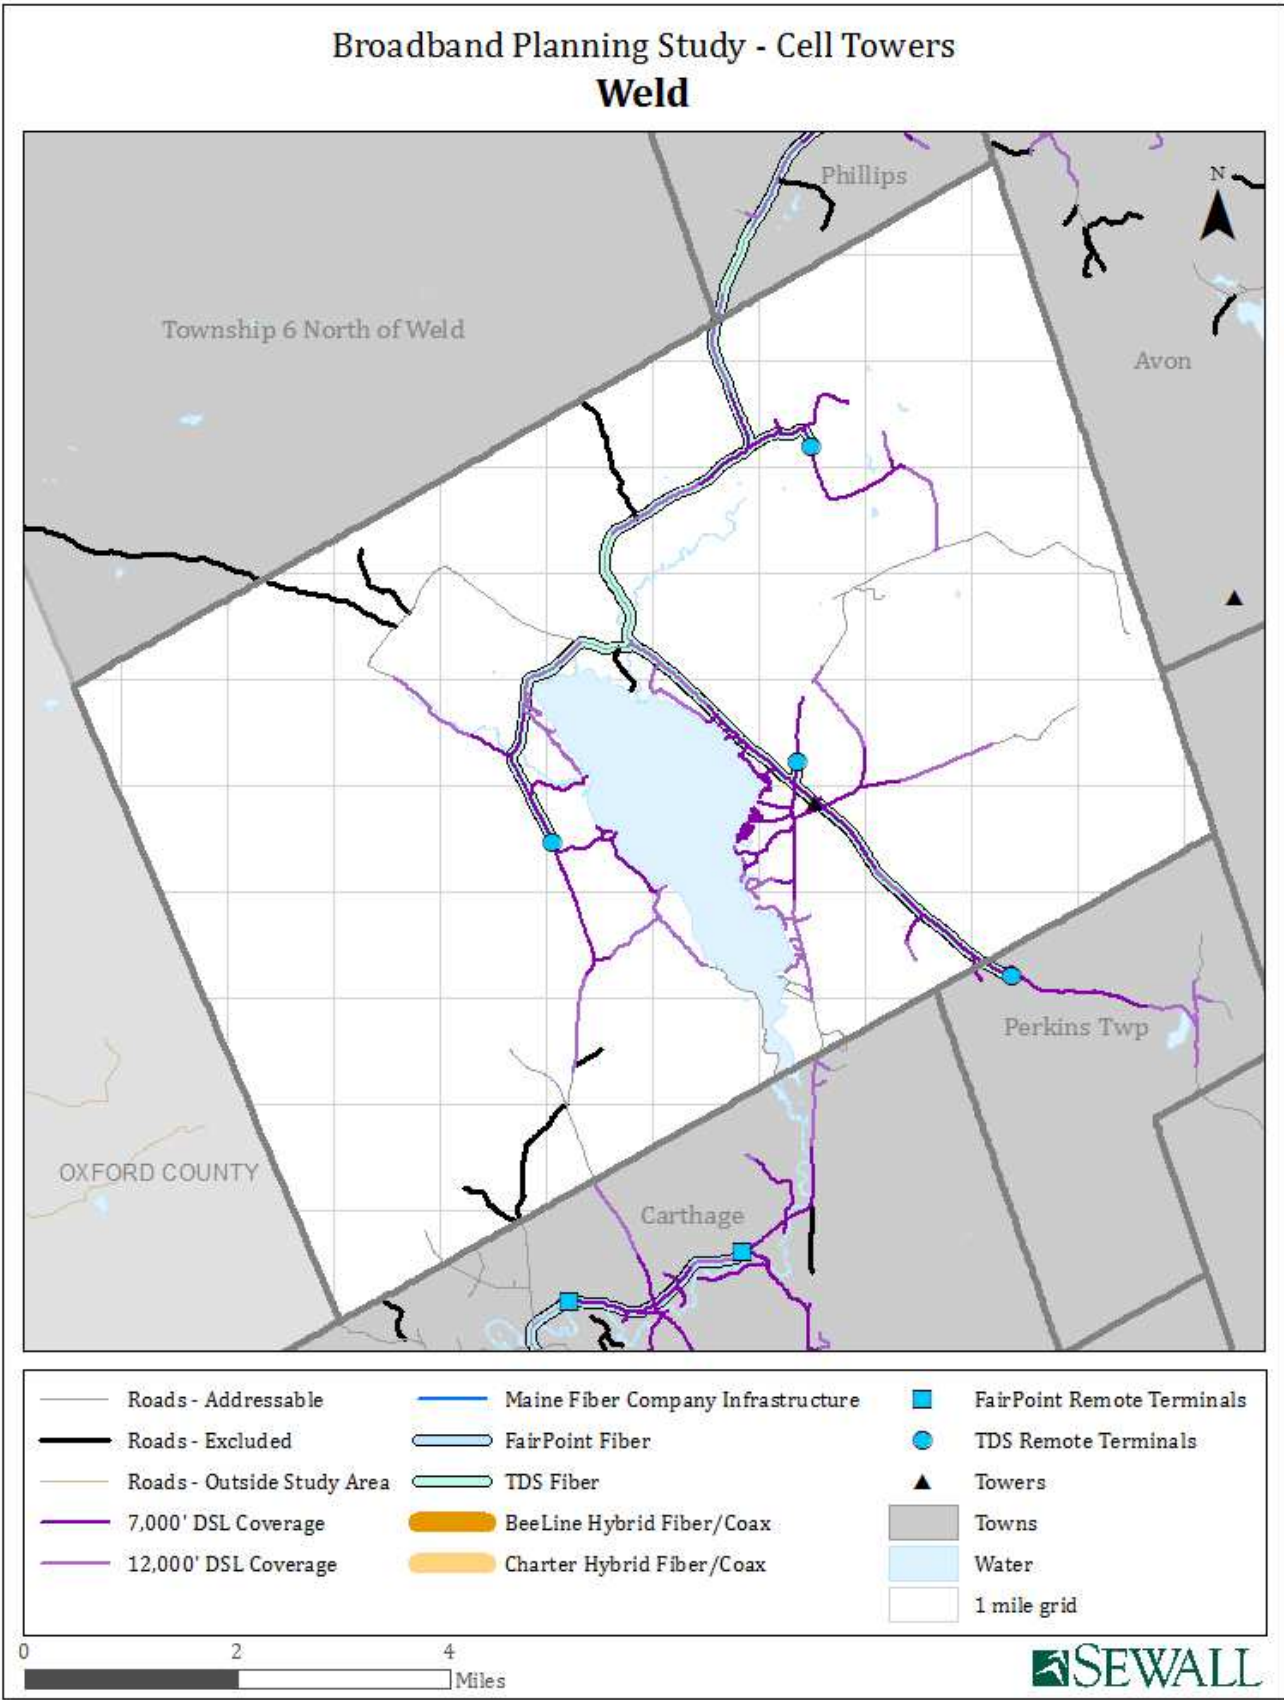 Broadband Planning Study - Cell Towers
Weld
Phillips
N
Township 6 North of Weld
Avon
Perkins Twp
OXFORD COUNTY
Carthage
Roads - Addressable
Roads - Excluded
Roads - Outside Study Area
7,000' DSL Coverage
12,000' DSL Coverage
Maine Fiber Company Infrastructure
FairPoint Fiber
TDS Fiber
BeeLine Hybrid Fiber/Coax
Charter Hybrid Fiber/Coax
FairPoint Remote Terminals
TDS Remote Terminals
Towers
Towns
Water
1 mile grid
0 2 4
Miles
SEWALL